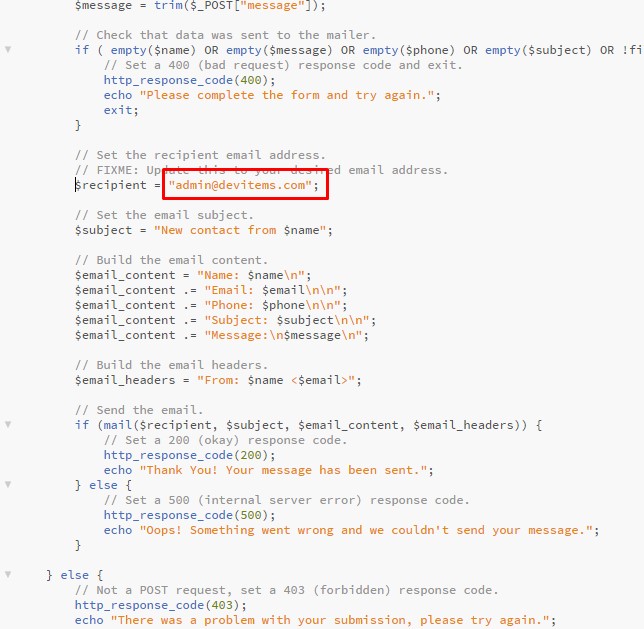 $message = trim($_POST["message"]);
// Check that data was sent to the mailer.
if ( empty($name) OR empty($message) OR empty($phone) OR empty($subject) OR !fi
// Set a 400 (bad request) response code and exit.
http_response_code(400);
echo "Please complete the form and try again.";
exit;
}
// Set the recipient email address.
// FIXME: Update this to your desired email address.
$recipient = "admin@devitems.com";
// Set the email subject.
$subject = "New contact from $name";
// Build the email content.
$email_content = "Name: $name\n";
$email_content .= "Email: $email\n\n";
$email_content .= "Phone: $phone\n\n";
$email_content .= "Subject: $subject\n\n";
$email_content .= "Message:\n$message\n";
// Build the email headers.
$email_headers = "From: $name <$email>";
// Send the email.
if (mail($recipient, $subject, $email_content, $email_headers)) {
// Set a 200 (okay) response code.
http_response_code(200);
echo "Thank You! Your message has been sent.";
} else {
// Set a 500 (internal server error) response code.
http_response_code(500);
echo "Oops! Something went wrong and we couldn't send your message.";
}
} else {
// Not a POST request, set a 403 (forbidden) response code.
http_response_code(403);
echo "There was a problem with your submission, please try again.";